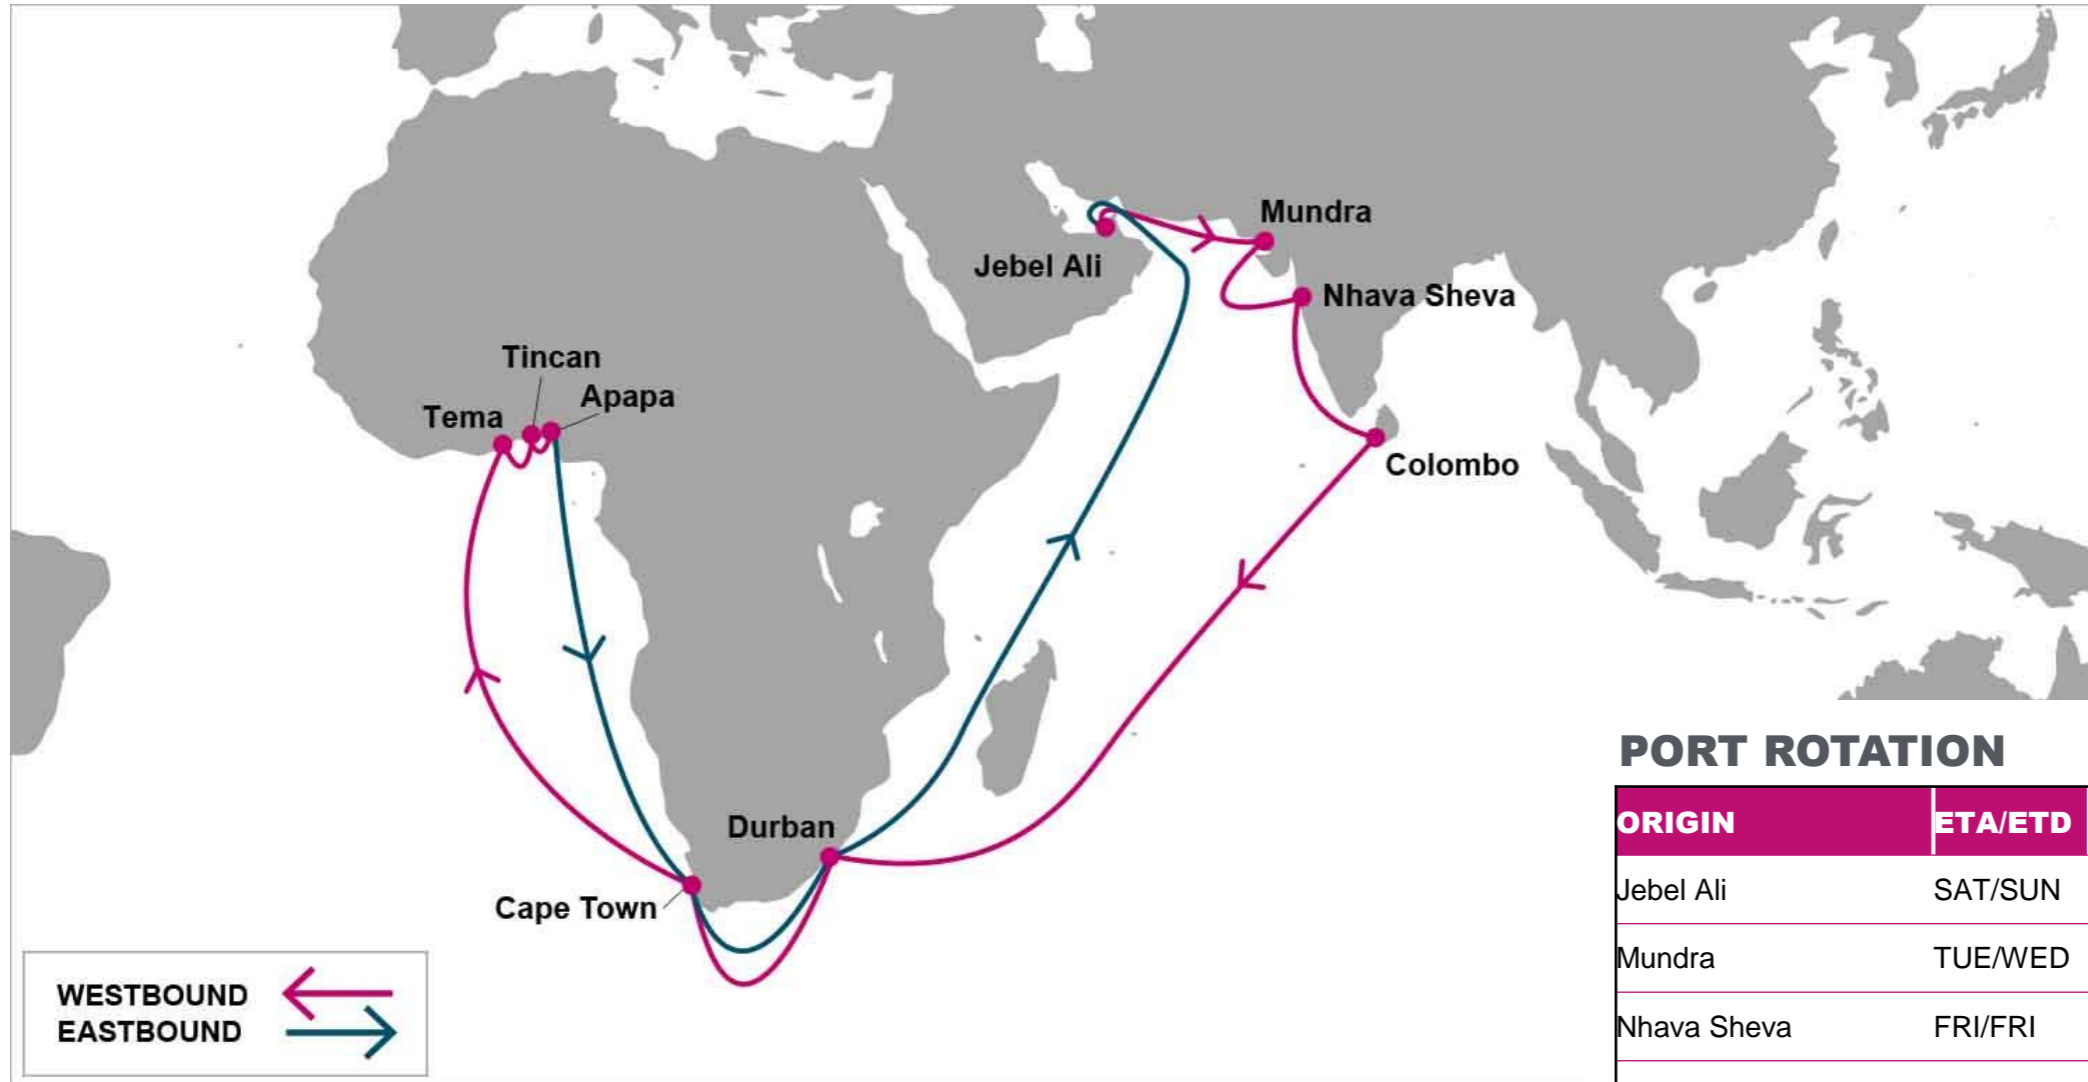 Mundra
Jebel Ali
Nhava Sheva
Tincan
Apapa
Tema
Colombo
Durban
Cape Town
WESTBOUND
EASTBOUND
PORT ROTATION
ORIGIN ETA/ETD
Jebel Ali SAT/SUN
Mundra TUE/WED
Nhava Sheva FRI/FRI